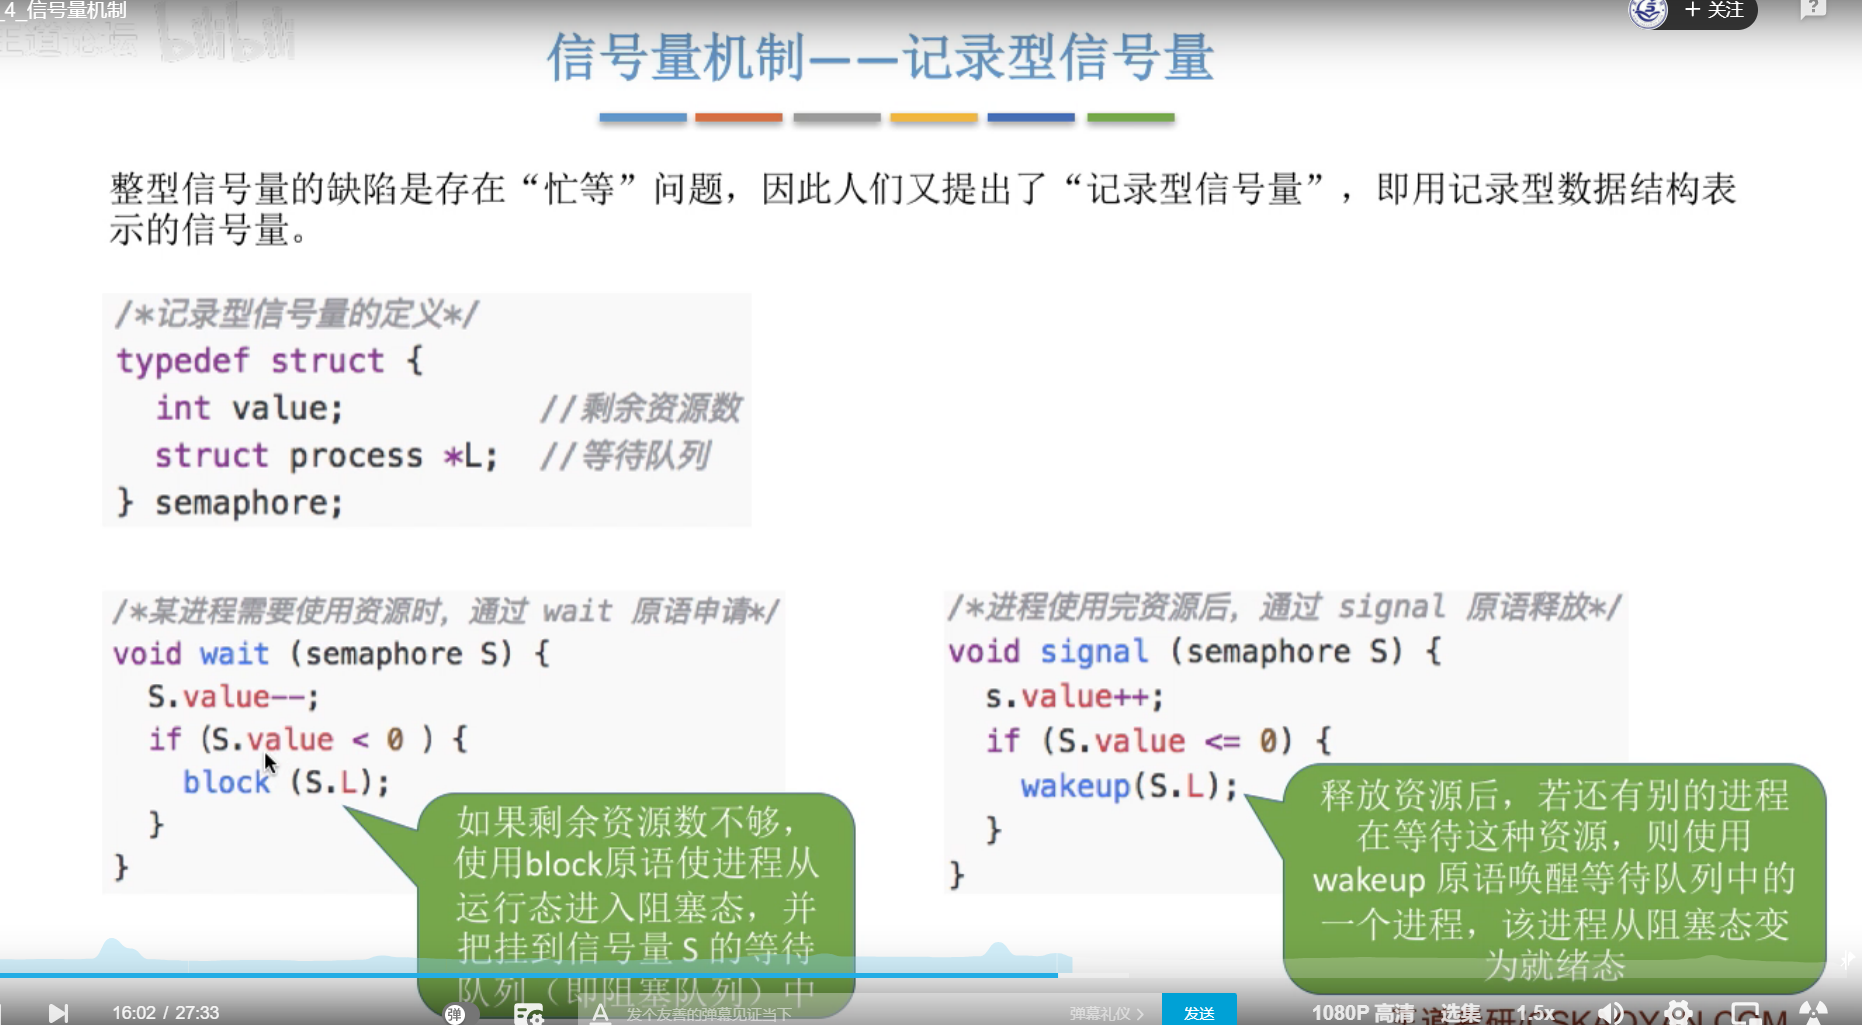 _4_信号量机制
王道论坛 bilibili
+ 关注
信号量机制——记录型信号量
整型信号量的缺陷是存在“忙等”问题，因此人们又提出了“记录型信号量”，即用记录型数据结构表
示的信号量。
/*记录型信号量的定义*/
typedef struct {
int value; //剩余资源数
struct process *L; //等待队列
} semaphore;
/*某进程需要使用资源时，通过 wait 原语申请*/
void wait (semaphore S) {
S.value--;
if (S.value < 0 ) {
block (S.L);
}
}
如果剩余资源数不够，
使用block原语使进程从
运行态进入阻塞态，并
把挂到信号量 S 的等待
队列（即阻塞队列）中
/*进程使用完资源后，通过 signal 原语释放*/
void signal (semaphore S) {
s.value++;
if (S.value <= 0) {
wakeup(S.L);
}
}
释放资源后，若还有别的进程
在等待这种资源，则使用
wakeup 原语唤醒等待队列中的
一个进程，该进程从阻塞态变
为就绪态
16:02 / 27:33
弹
发个友善的弹幕见证当下
弹幕礼仪 >
发送
1080P 高清
选集
1.5x